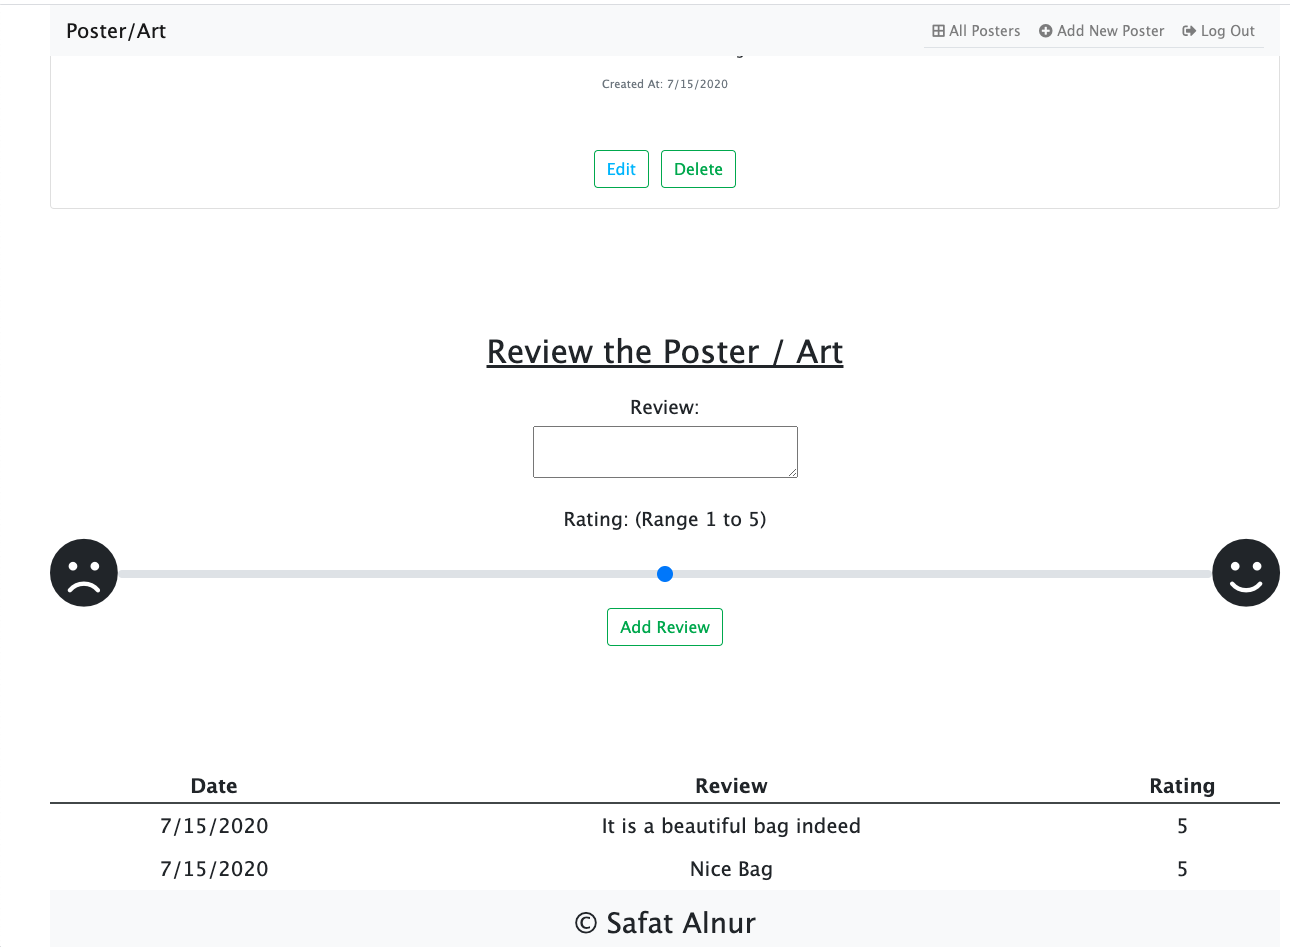 Poster/Art
All Posters Add New Poster Log Out
Created At: 7/15/2020
Edit Delete
Review the Poster / Art
Review:
Rating: (Range 1 to 5)
Add Review
Date Review Rating
7/15/2020 It is a beautiful bag indeed 5
7/15/2020 Nice Bag 5
© Safat Alnur